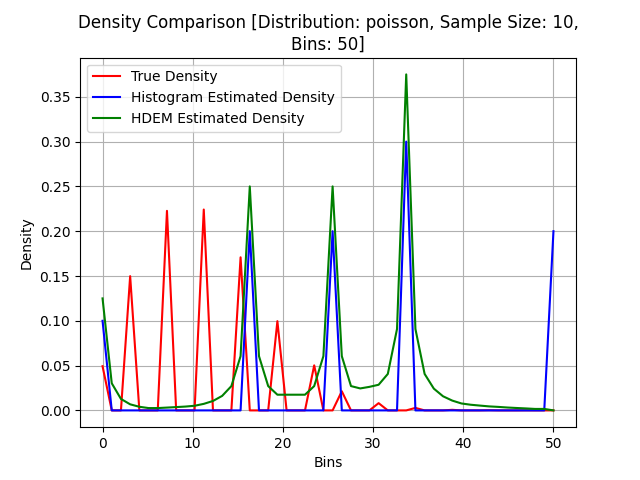 Density Comparison [Distribution: poisson, Sample Size: 10,
Bins: 50]
True Density
Histogram Estimated Density
HDEM Estimated Density
Density
0.35
0.30
0.25
0.20
0.15
0.10
0.05
0.00
0 10 20 30 40 50
Bins